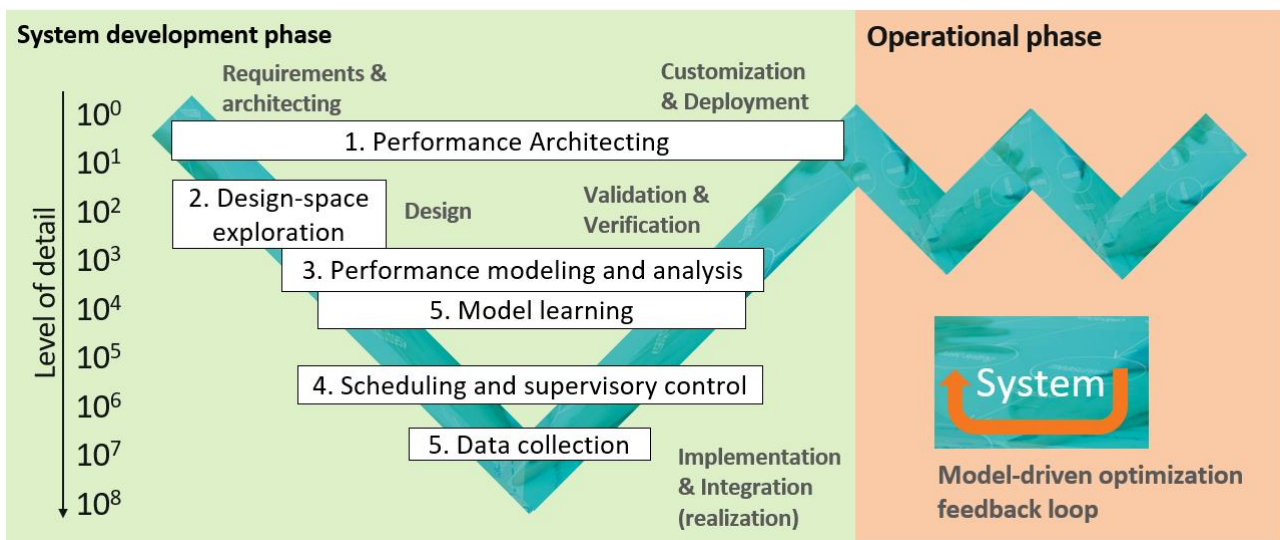 System development phase
Operational phase
Requirements &
architecting
Customization
& Deployment
Level of detail
10⁰
10¹
10²
10³
10⁴
10⁵
10⁶
10⁷
10⁸
1. Performance Architecting
2. Design-space
exploration
Design
Validation &
Verification
3. Performance modeling and analysis
5. Model learning
4. Scheduling and supervisory control
5. Data collection
Implementation
& Integration
(realization)
System
Model-driven optimization
feedback loop